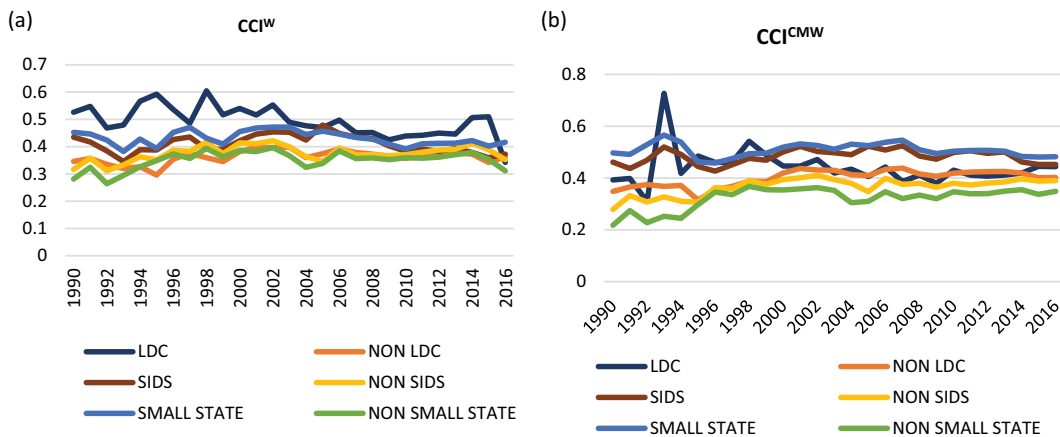 (a)
CCIᵂ
0.7
0.6
0.5
0.4
0.3
0.2
0.1
0
1990
1992
1994
1996
1998
2000
2002
2004
2006
2008
2010
2012
2014
2016
LDC
NON LDC
SIDS
NON SIDS
SMALL STATE
NON SMALL STATE
(b)
CCIᶜᴹᵂ
0.8
0.6
0.4
0.2
0
1990
1992
1994
1996
1998
2000
2002
2004
2006
2008
2010
2012
2014
2016
LDC
NON LDC
SIDS
NON SIDS
SMALL STATE
NON SMALL STATE